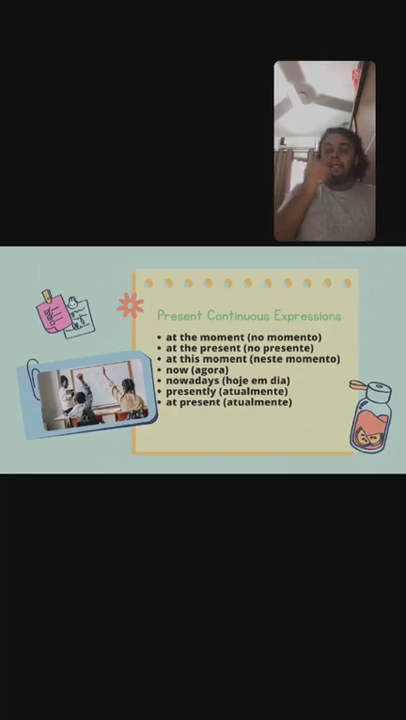 Present Continuous Expressions
• at the moment (no momento)
• at the present (no presente)
• at this moment (neste momento)
• now (agora)
• nowadays (hoje em dia)
• presently (atualmente)
• at present (atualmente)